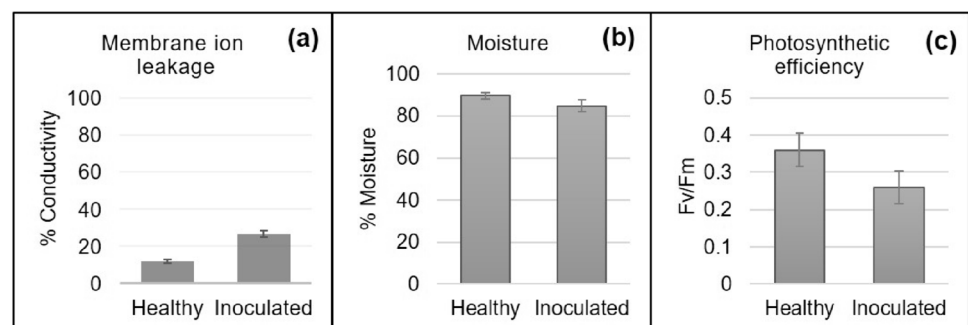 Membrane ion
leakage
(a)
% Conductivity
100
80
60
40
20
0
Healthy Inoculated
Moisture
(b)
% Moisture
100
80
60
40
20
0
Healthy Inoculated
Photosynthetic
efficiency
(c)
Fv/Fm
0.5
0.4
0.3
0.2
0.1
0
Healthy Inoculated